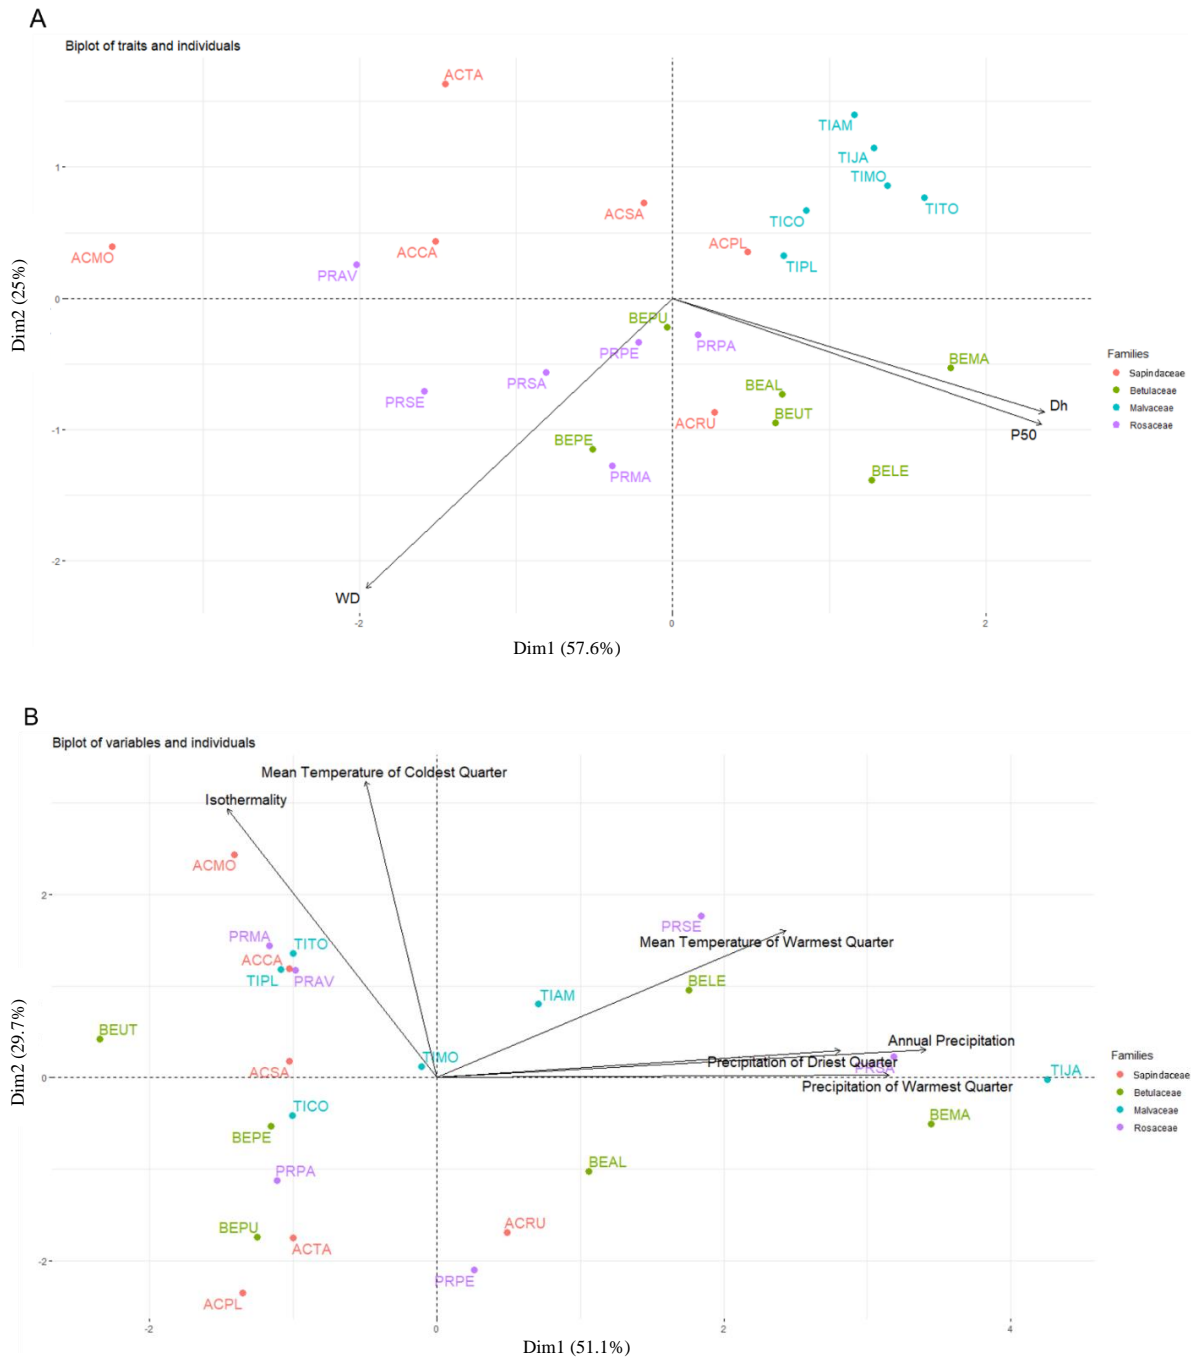 A
Biplot of traits and individuals
ACTA
TIAM
TIJA
TIMO
TITO
ACSA
TICO
ACPL
ACMO
ACCA
PRAV
TIPL
1
0
-1
-2
Dim2 (25%)
BEPU
PRPE
PRPA
BEMA
PRSA
PRSE
BEAL
Dh
ACRU
BEUT
P50
BEPE
PRMA
BELE
WD
-2
0
2
Dim1 (57.6%)
Families
Sapindaceae
Betulaceae
Malvaceae
Rosaceae
B
Biplot of variables and individuals
Mean Temperature of Coldest Quarter
Isothermality
ACMO
PRMA
TITO
ACCA
TIPL
PRAV
PRSE
Mean Temperature of Warmest Quarter
BELE
TIAM
BEUT
TIMO
Annual Precipitation
Precipitation of Driest Quarter
PRSA
ACSA
TIJA
Precipitation of Warmest Quarter
TICO
BEPE
BEMA
PRPA
BEAL
BEPU
ACTA
ACRU
PRPE
ACPL
2
0
-2
Dim2 (29.7%)
-2
0
2
4
Dim1 (51.1%)
Families
Sapindaceae
Betulaceae
Malvaceae
Rosaceae